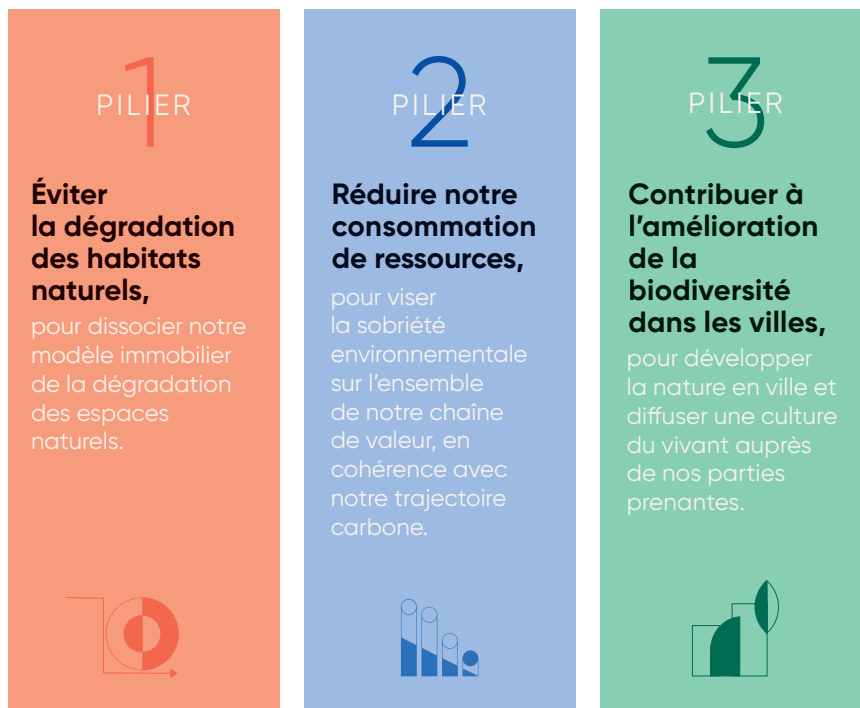 1
PILIER
Éviter
la dégradation
des habitats
naturels,
pour dissocier notre
modèle immobilier
de la dégradation
des espaces
naturels.
2
PILIER
Réduire notre
consommation
de ressources,
pour viser
la sobriété
environnementale
sur l’ensemble
de notre chaîne
de valeur, en
cohérence avec
notre trajectoire
carbone.
3
PILIER
Contribuer à
l’amélioration
de la
biodiversité
dans les villes,
pour développer
la nature en ville et
diffuser une culture
du vivant auprès
de nos parties
prenantes.